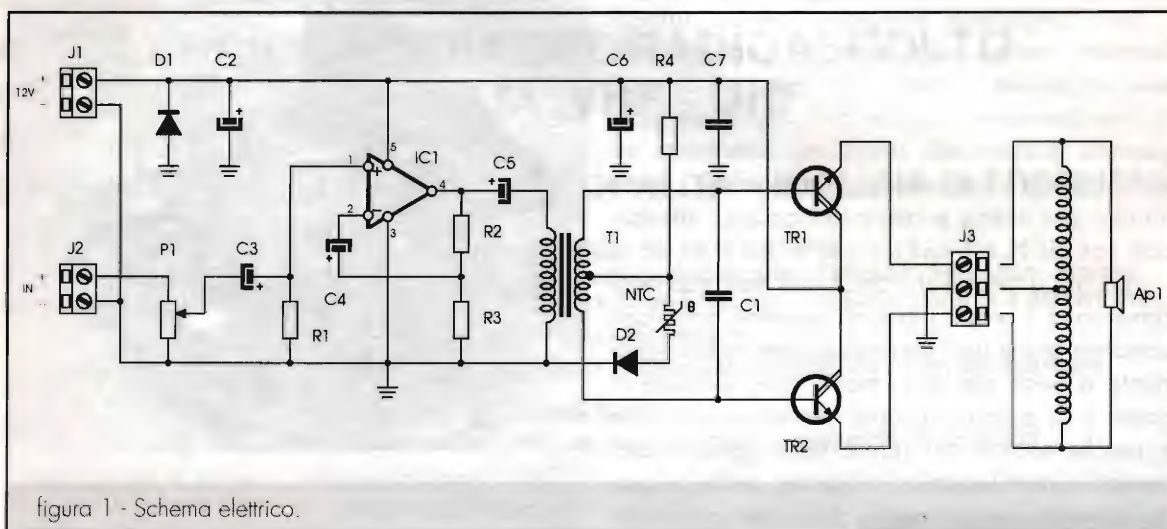 J1
D1
C2
C6
R4
C7
+
12V
-
+
5
1
+
IC1
4
C5
+
2
-
3
R2
TR1
J2
P1
C3
+
IN
-
+
R1
C4
+
R3
T1
NTC
θ
D2
C1
J3
Ap1
TR2
figura 1 - Schema elettrico.